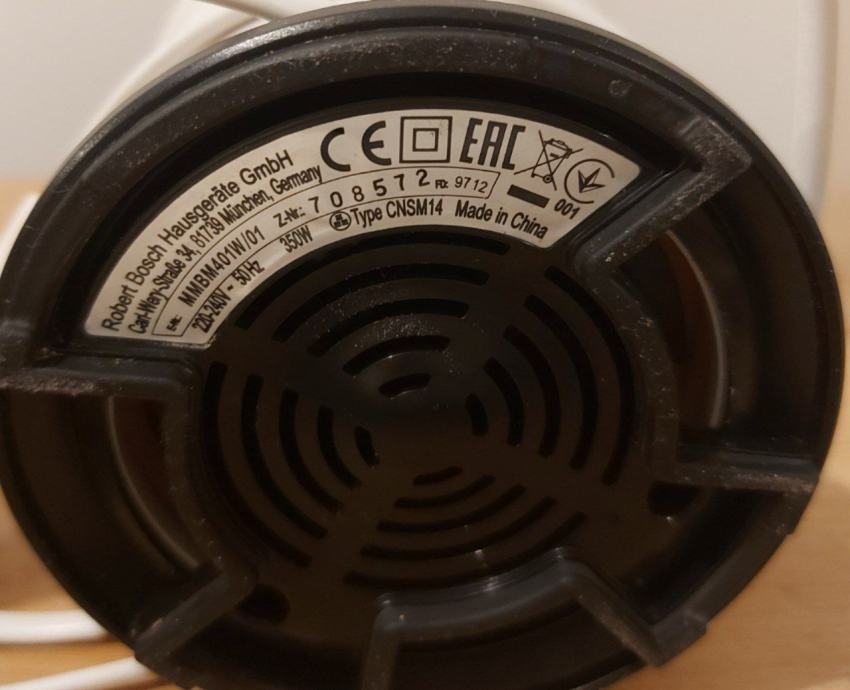 Robert Bosch Hausgeräte GmbH
Carl-Wery-Straße 34, 81739 München, Germany
E-Nr.: MMBM401W/01 Z-Nr.: 708572 FD: 9712
220-240V ~ 50Hz 350W Type CNSM14 Made in China
CE EAC
001